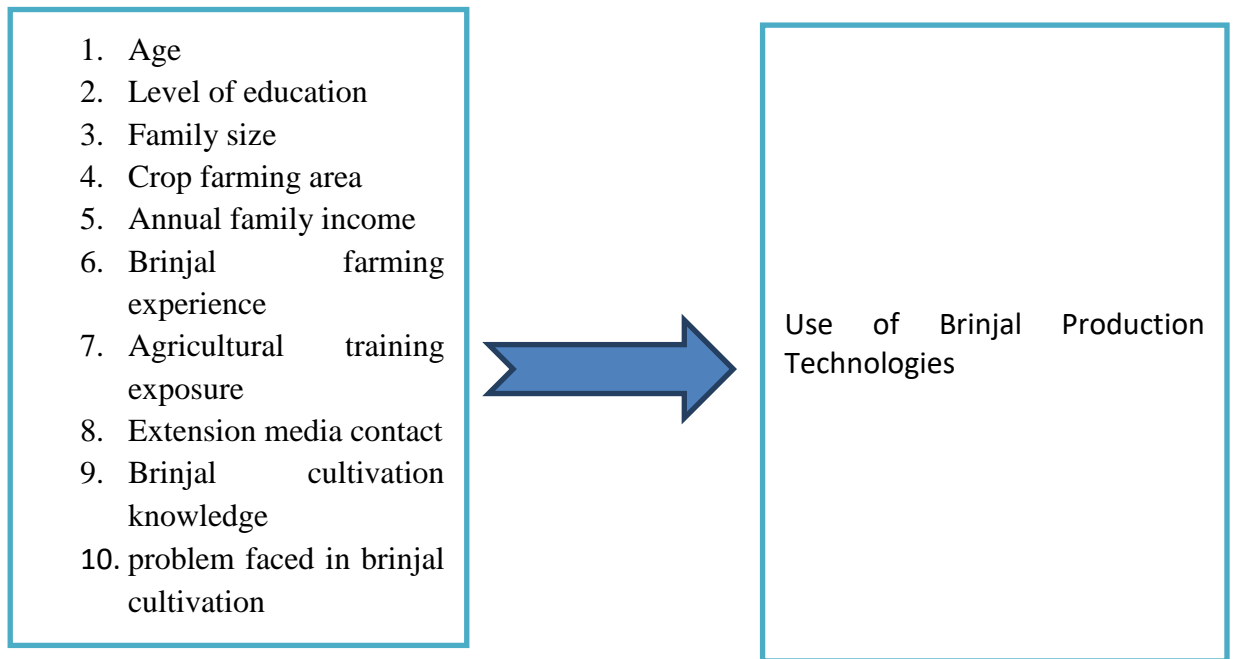 1. Age
2. Level of education
3. Family size
4. Crop farming area
5. Annual family income
6. Brinjal farming
experience
7. Agricultural training
exposure
8. Extension media contact
9. Brinjal cultivation
knowledge
10. problem faced in brinjal
cultivation
Use of Brinjal Production
Technologies